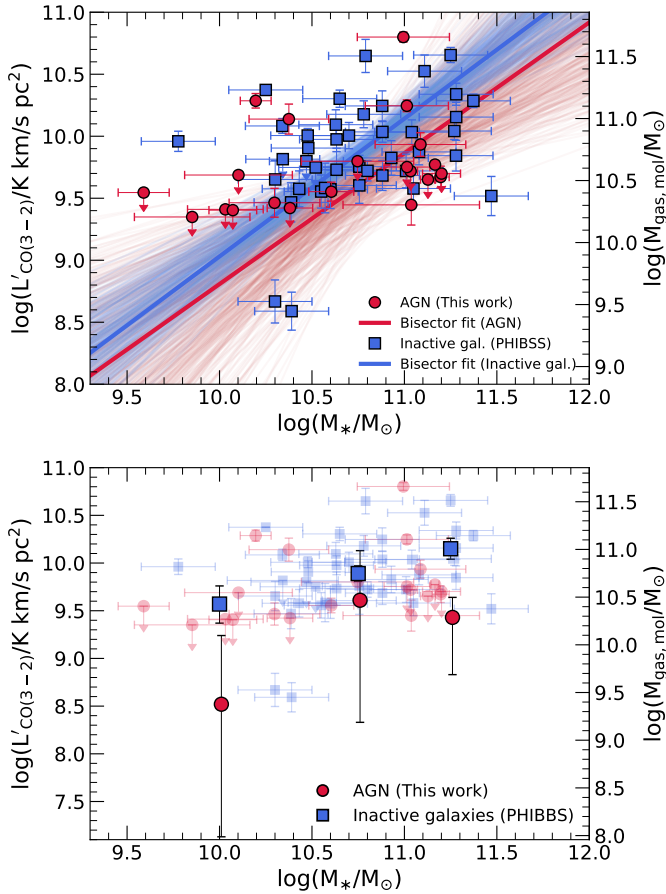 11.0
10.5
10.0
9.5
9.0
8.5
8.0
log(L′CO(3−2)/K km/s pc²)
11.5
11.0
10.5
10.0
9.5
9.0
log(Mgas, mol/M⊙)
AGN (This work)
Bisector fit (AGN)
Inactive gal. (PHIBSS)
Bisector fit (Inactive gal.)
9.5 10.0 10.5 11.0 11.5 12.0
log(M∗/M⊙)
11.0
10.5
10.0
9.5
9.0
8.5
8.0
7.5
log(L′CO(3−2)/K km/s pc²)
11.5
11.0
10.5
10.0
9.5
9.0
8.5
8.0
log(Mgas, mol/M⊙)
AGN (This work)
Inactive galaxies (PHIBBS)
9.5 10.0 10.5 11.0 11.5 12.0
log(M∗/M⊙)